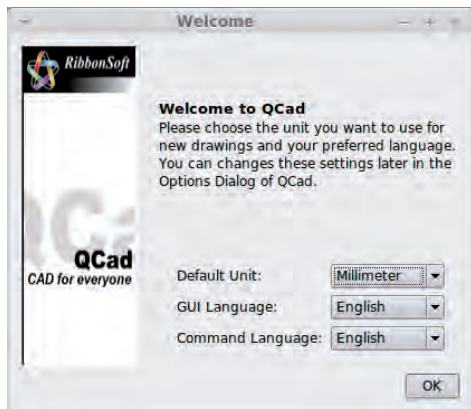 Welcome
RibbonSoft
Welcome to QCad
Please choose the unit you want to use for
new drawings and your preferred language.
You can changes these settings later in the
Options Dialog of QCad.
QCad
CAD for everyone
Default Unit: Millimeter
GUI Language: English
Command Language: English
OK